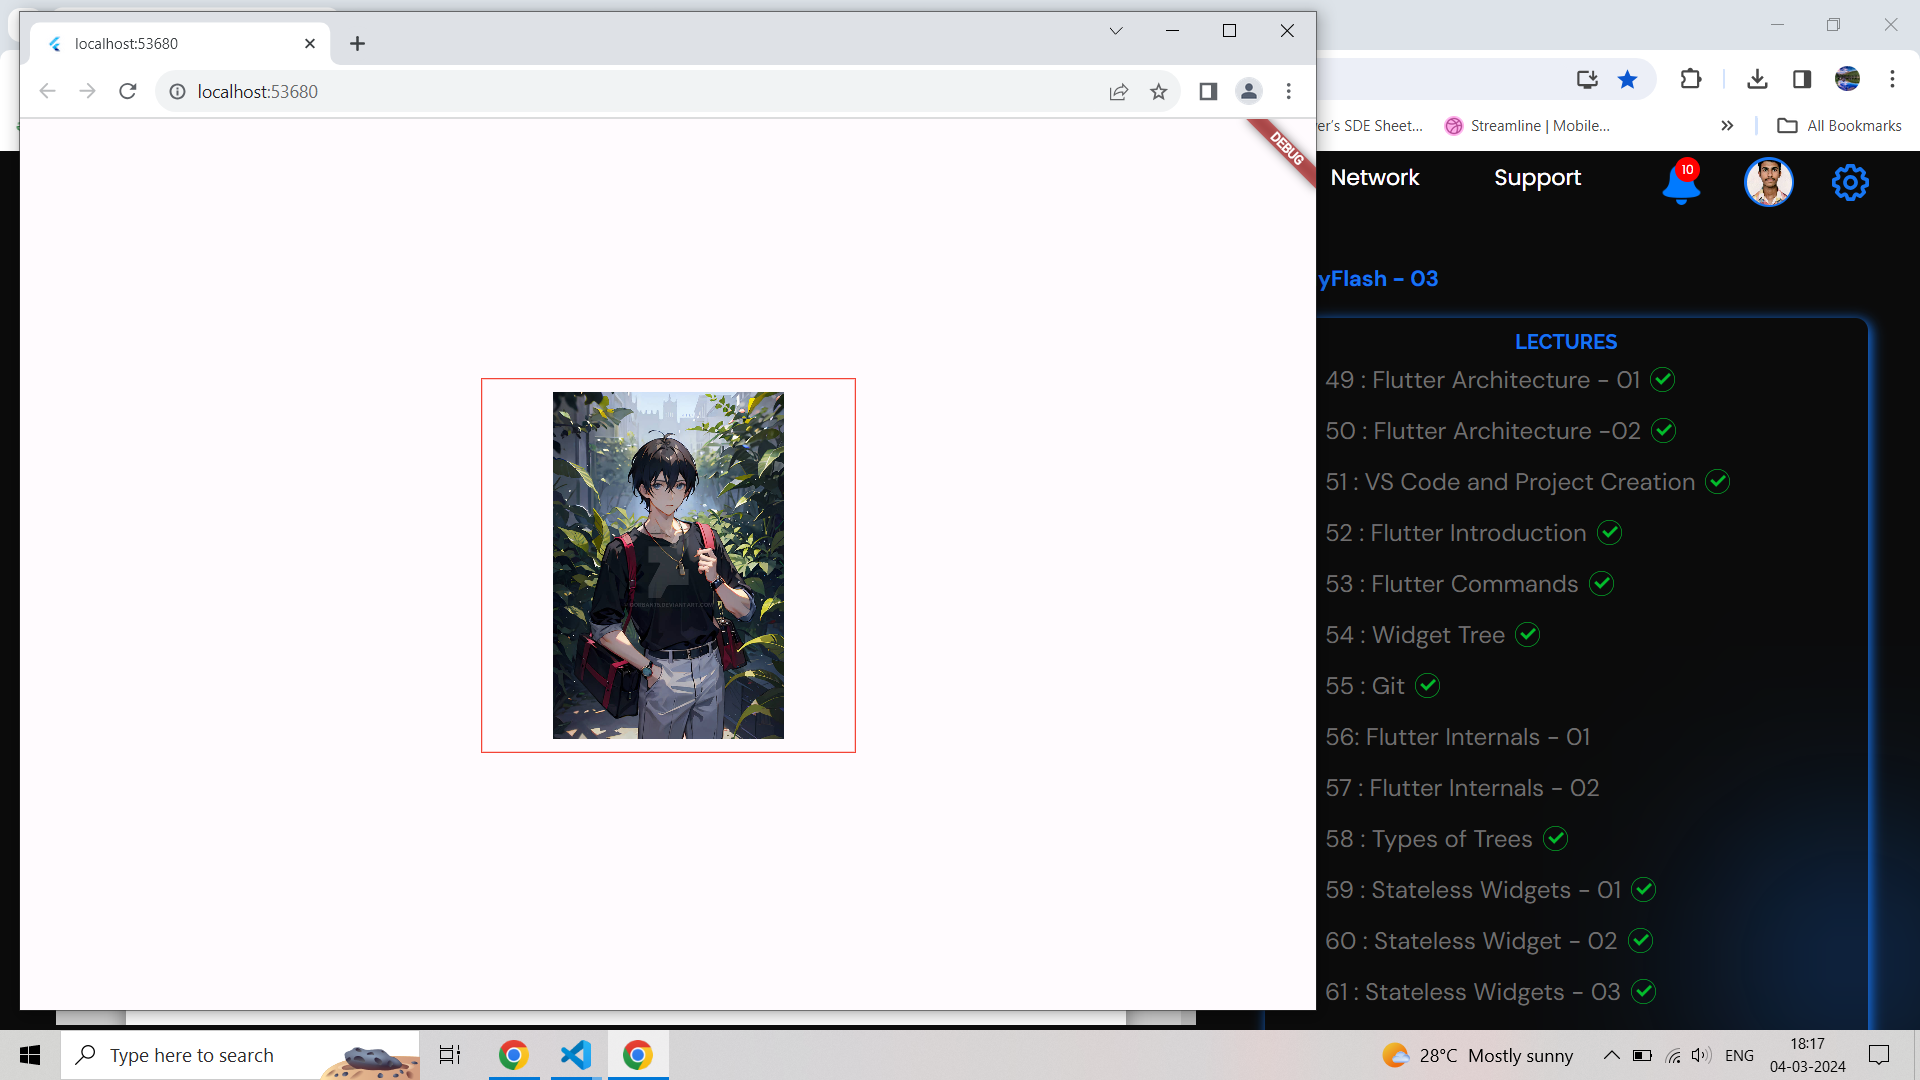 localhost:53680
localhost:53680
DEBUG
er's SDE Sheet...
Streamline | Mobile...
All Bookmarks
Network
Support
10
yFlash - 03
LECTURES
49 : Flutter Architecture - 01
50 : Flutter Architecture -02
51 : VS Code and Project Creation
52 : Flutter Introduction
53 : Flutter Commands
54 : Widget Tree
55 : Git
56: Flutter Internals - 01
57 : Flutter Internals - 02
58 : Types of Trees
59 : Stateless Widgets - 01
60 : Stateless Widget - 02
61 : Stateless Widgets - 03
Type here to search
28°C Mostly sunny
ENG
18:17
04-03-2024